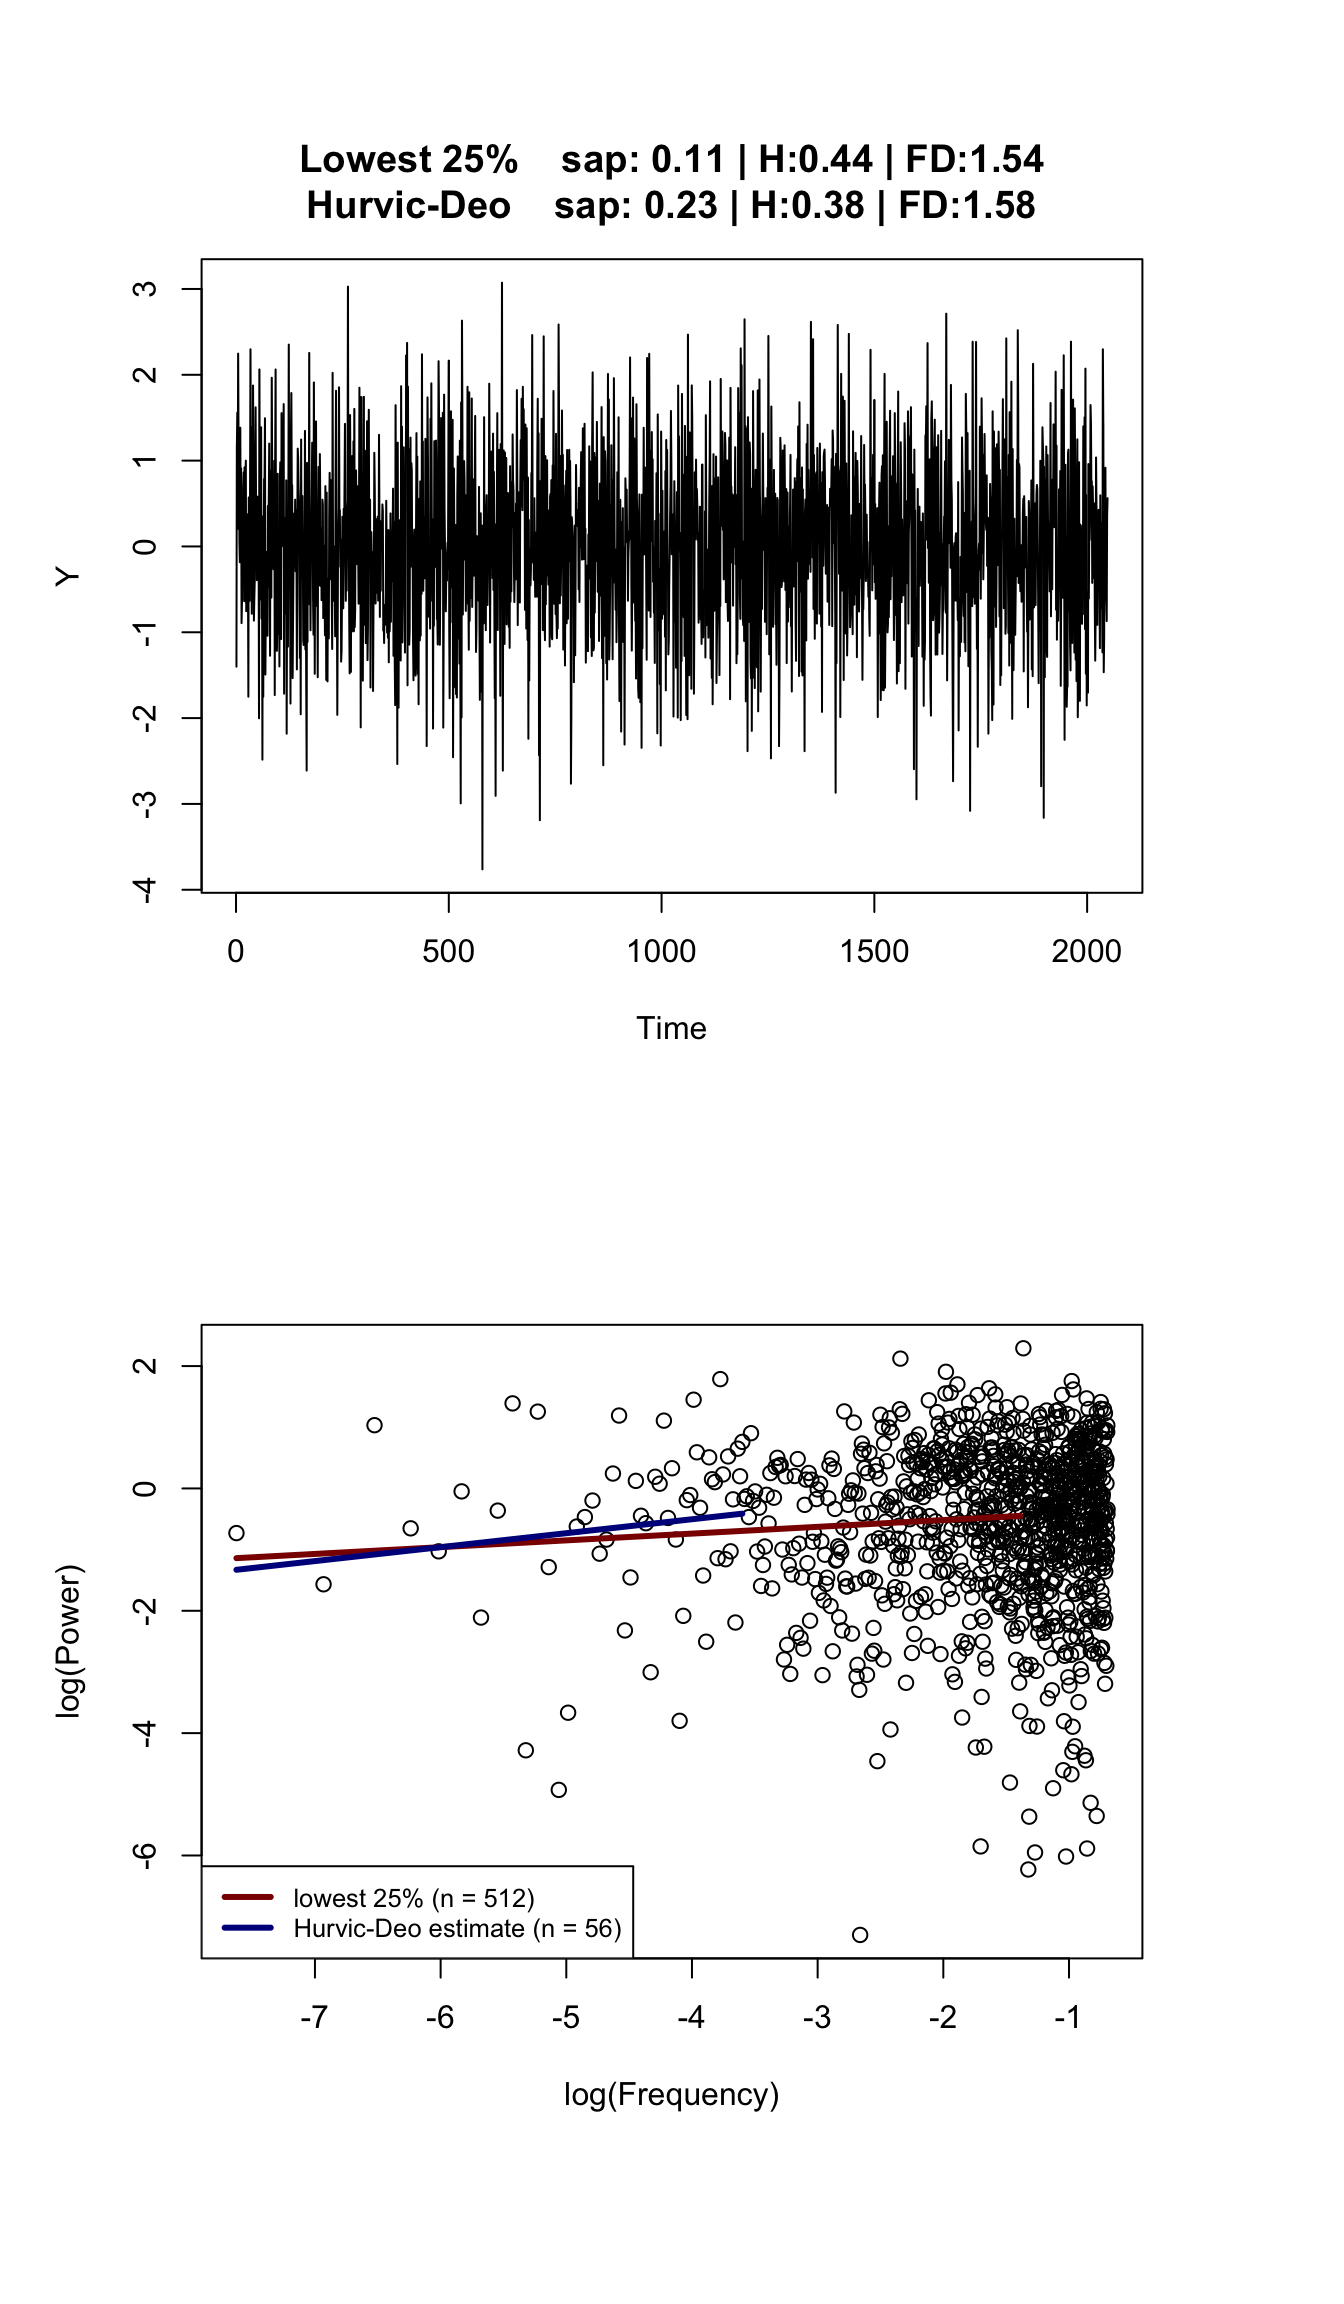 Lowest 25%    sap: 0.11 | H:0.44 | FD:1.54
Hurvic-Deo    sap: 0.23 | H:0.38 | FD:1.58
3
2
1
0
-1
-2
-3
-4
Y
0 500 1000 1500 2000
Time
2
0
-2
-4
-6
log(Power)
lowest 25% (n = 512)
Hurvic-Deo estimate (n = 56)
-7 -6 -5 -4 -3 -2 -1
log(Frequency)